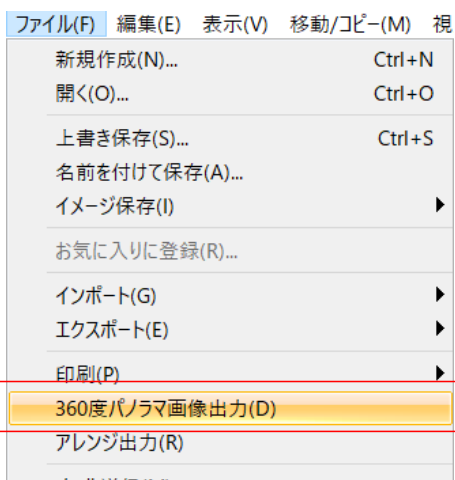 ファイル(F) 編集(E) 表示(V) 移動/コピー(M) 視
新規作成(N)... Ctrl+N
開く(O)... Ctrl+O
上書き保存(S)... Ctrl+S
名前を付けて保存(A)...
イメージ保存(I)
お気に入りに登録(R)...
インポート(G)
エクスポート(E)
印刷(P)
360度パノラマ画像出力(D)
アレンジ出力(R)